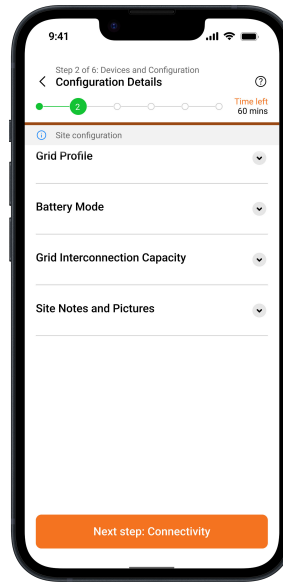 9:41
Step 2 of 6: Devices and Configuration
Configuration Details
?
2
Time left
60 mins
Site configuration
Grid Profile
Battery Mode
Grid Interconnection Capacity
Site Notes and Pictures
Next step: Connectivity